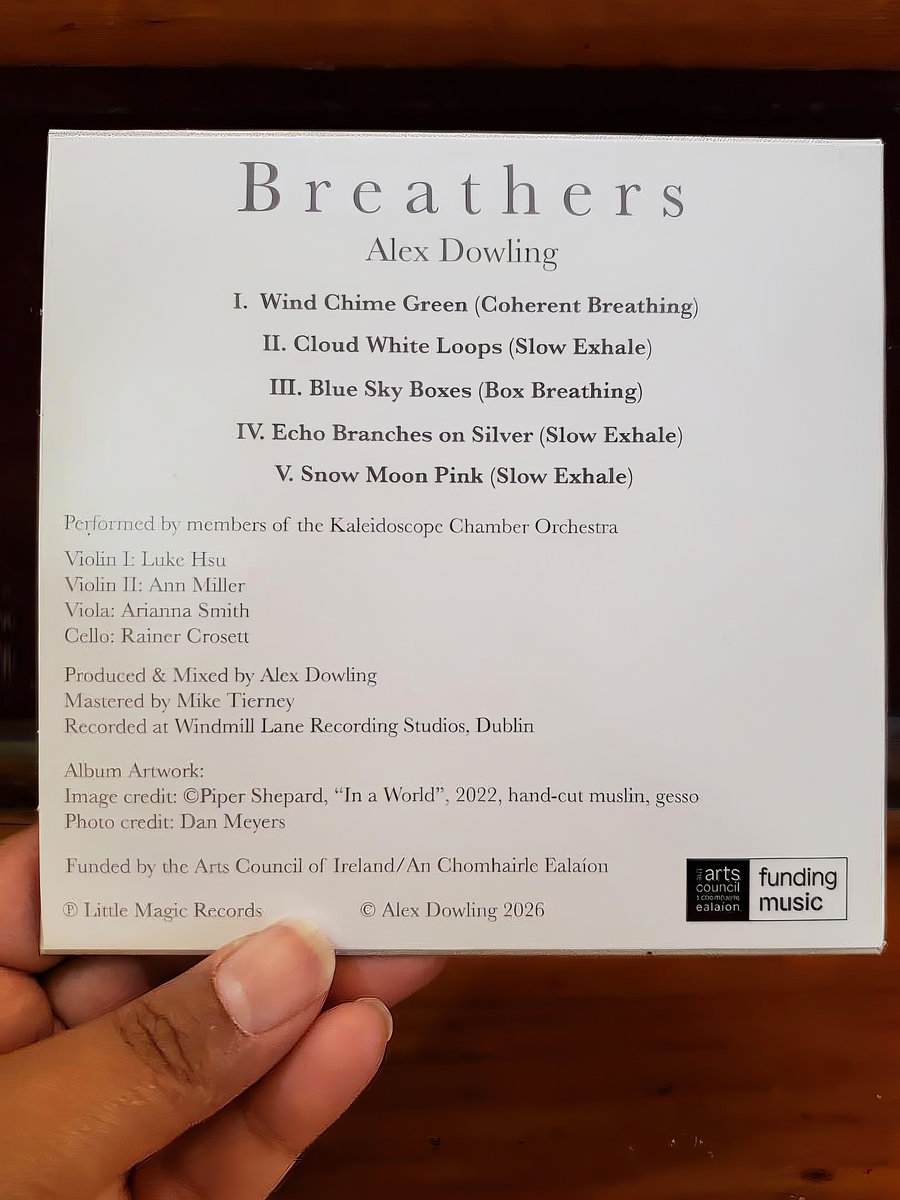 Breathers
Alex Dowling
I. Wind Chime Green (Coherent Breathing)
II. Cloud White Loops (Slow Exhale)
III. Blue Sky Boxes (Box Breathing)
IV. Echo Branches on Silver (Slow Exhale)
V. Snow Moon Pink (Slow Exhale)
Performed by members of the Kaleidoscope Chamber Orchestra
Violin I: Luke Hsu
Violin II: Ann Miller
Viola: Arianna Smith
Cello: Rainer Crosett
Produced & Mixed by Alex Dowling
Mastered by Mike Tierney
Recorded at Windmill Lane Recording Studios, Dublin
Album Artwork:
Image credit: ©Piper Shepard, “In a World”, 2022, hand-cut muslin, gesso
Photo credit: Dan Meyers
Funded by the Arts Council of Ireland/An Chomhairle Ealaíon
℗ Little Magic Records
© Alex Dowling 2026
arts
council
ealaíon
funding
music